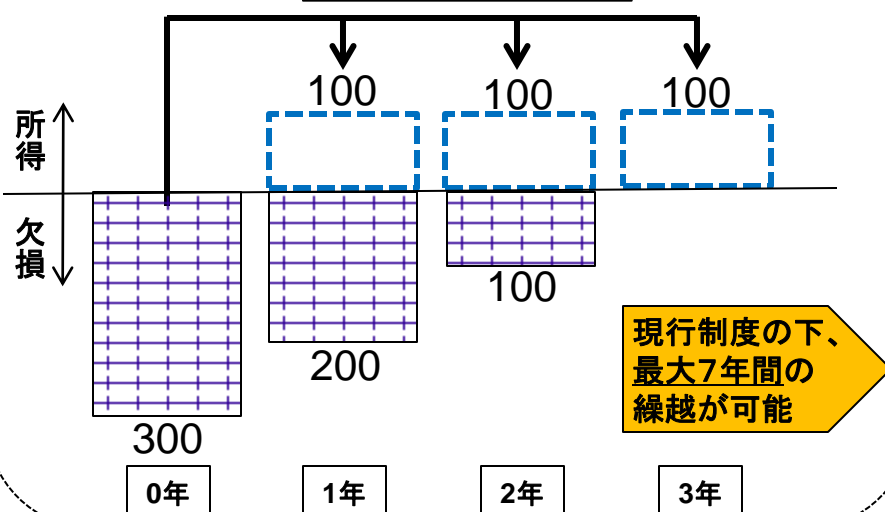 100
100
100
所得
欠損
300
200
100
現行制度の下、
最大7年間の
繰越が可能
0年
1年
2年
3年